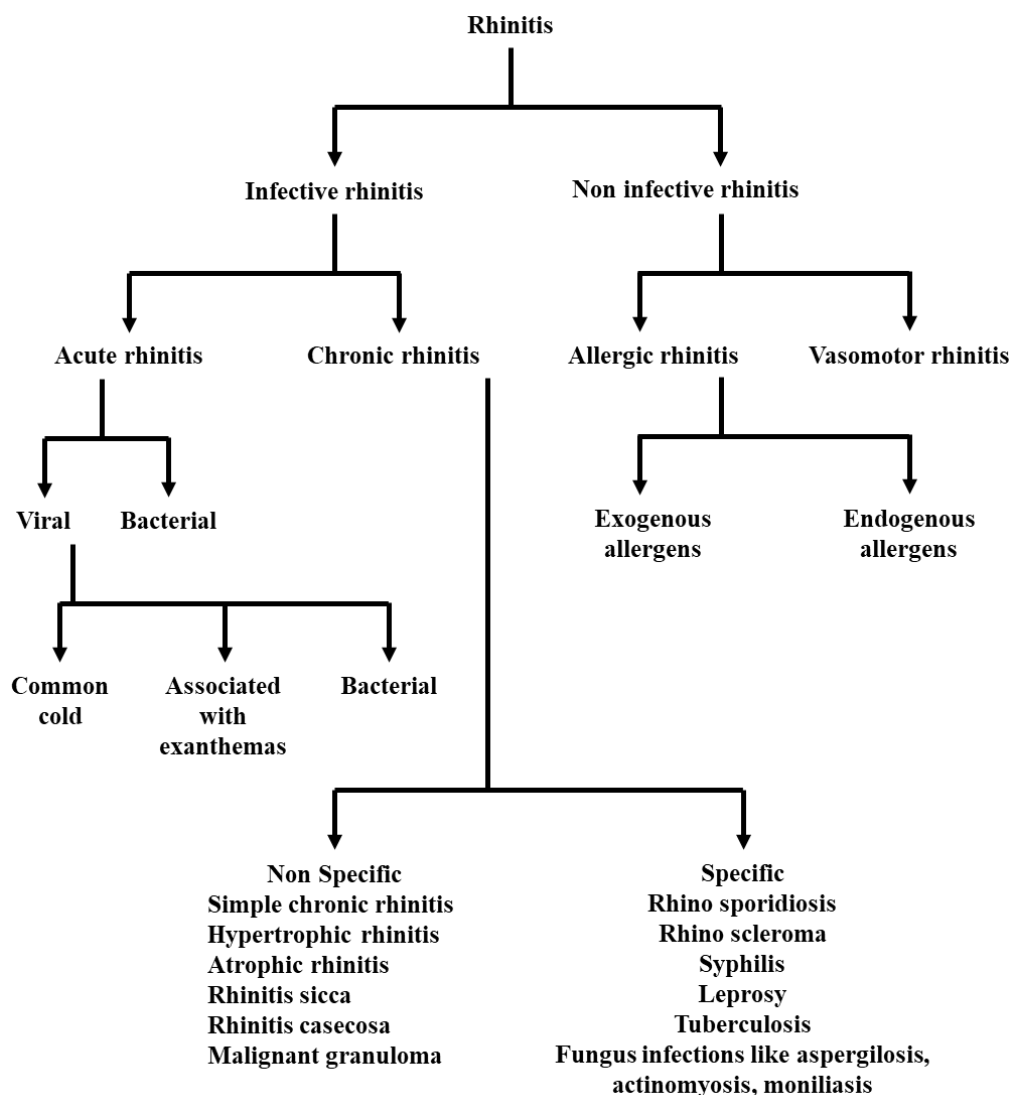 Rhinitis
Infective rhinitis
Non infective rhinitis
Acute rhinitis
Chronic rhinitis
Allergic rhinitis
Vasomotor rhinitis
Viral
Bacterial
Exogenous
allergens
Endogenous
allergens
Common
cold
Associated
with
exanthemas
Bacterial
Non Specific
Simple chronic rhinitis
Hypertrophic rhinitis
Atrophic rhinitis
Rhinitis sicca
Rhinitis casecosa
Malignant granuloma
Specific
Rhino sporidiosis
Rhino scleroma
Syphilis
Leprosy
Tuberculosis
Fungus infections like aspergilosis,
actinomyosis, moniliasis